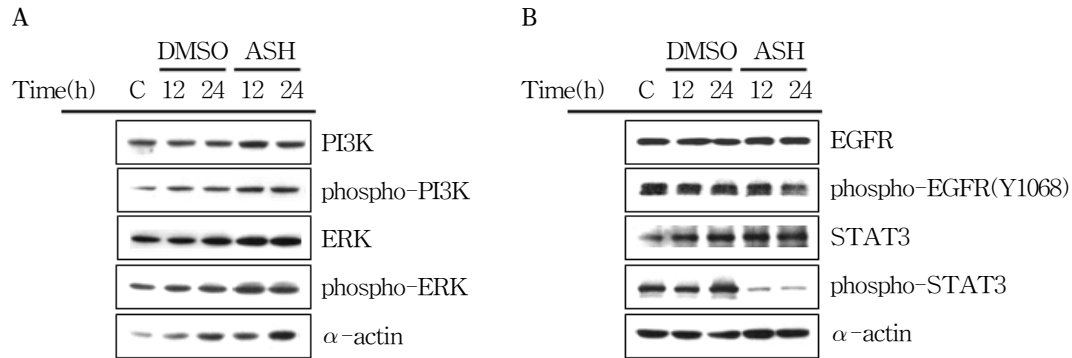 A
DMSO ASH
Time(h) C 12 24 12 24
PI3K
phospho-PI3K
ERK
phospho-ERK
α-actin
B
DMSO ASH
Time(h) C 12 24 12 24
EGFR
phospho-EGFR(Y1068)
STAT3
phospho-STAT3
α-actin